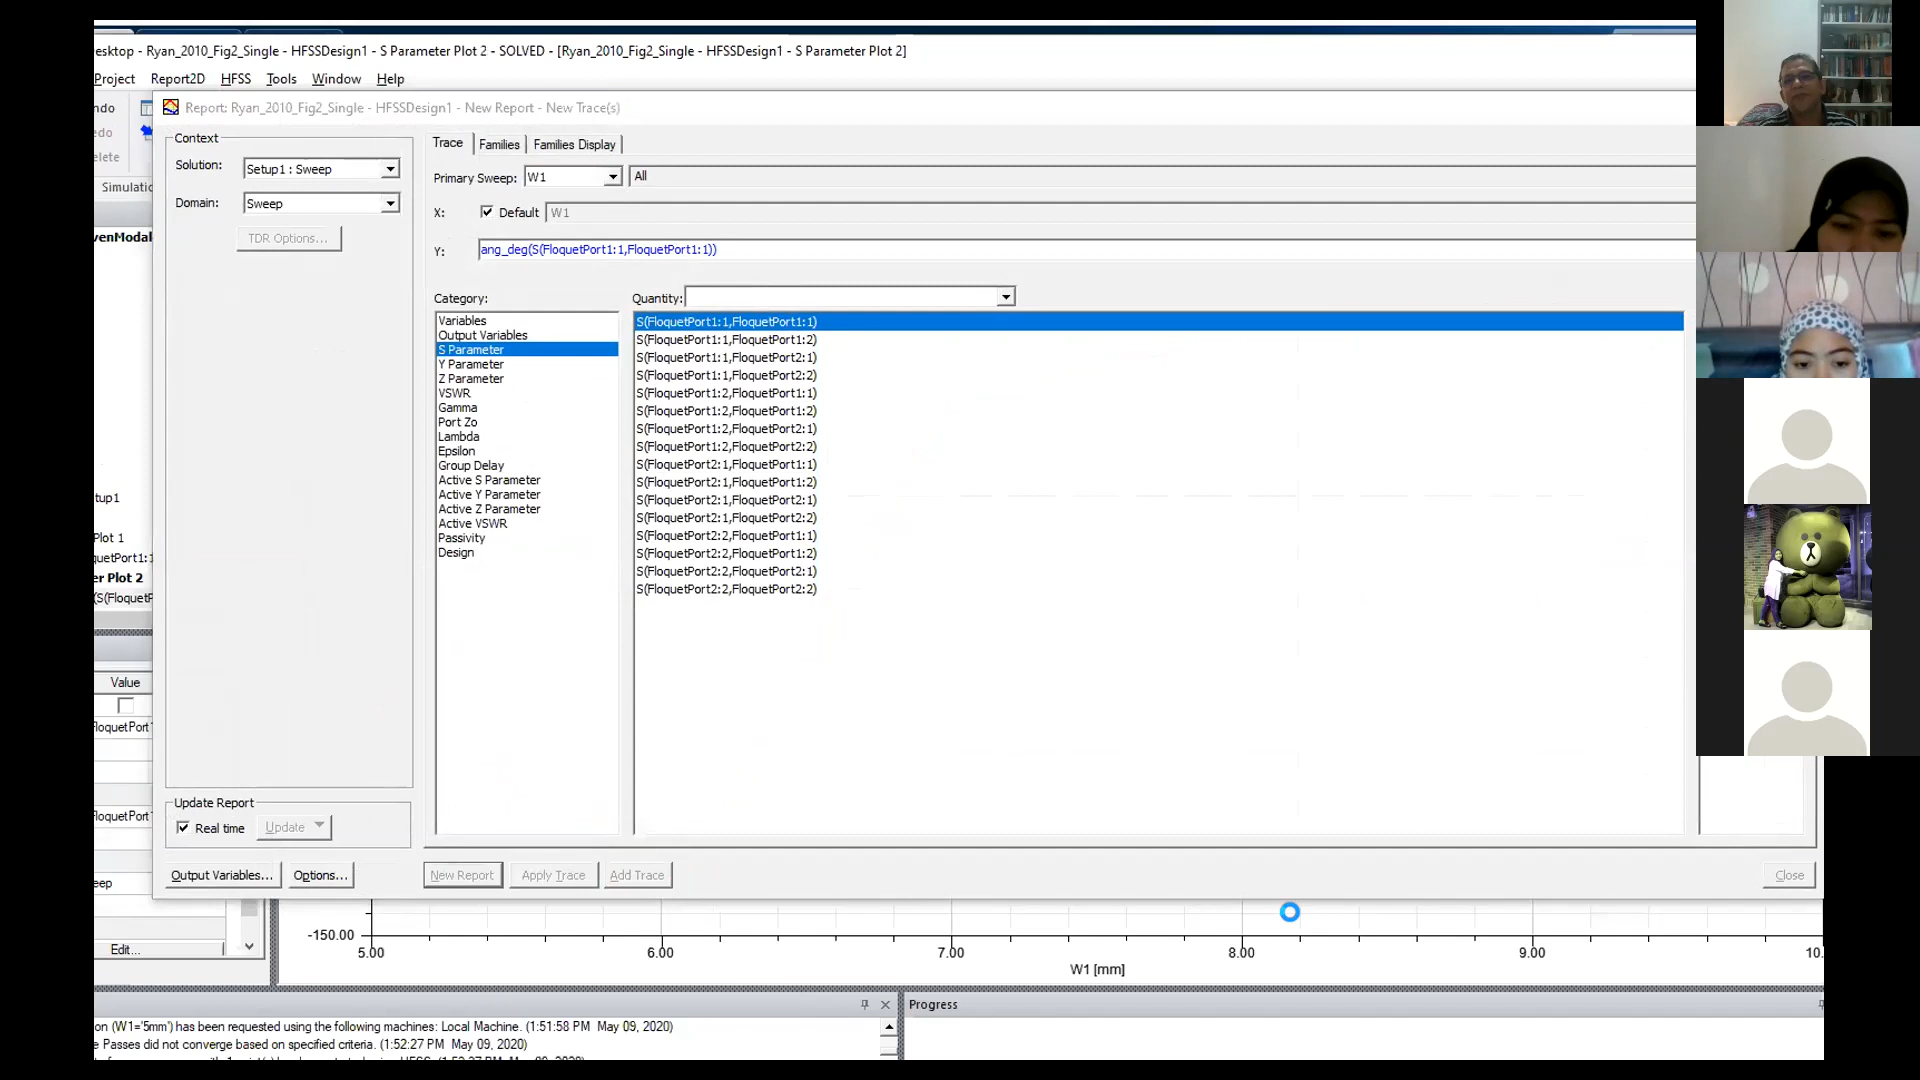 esktop - Ryan_2010_Fig2_Single - HFSSDesign1 - S Parameter Plot 2 - SOLVED - [Ryan_2010_Fig2_Single - HFSSDesign1 - S Parameter Plot 2]
Project Report2D HFSS Tools Window Help
ndo
edo
elete
Simulatio
Report: Ryan_2010_Fig2_Single - HFSSDesign1 - New Report - New Trace(s)
Context
Solution: Setup1 : Sweep
Domain: Sweep
TDR Options...
Trace Families Families Display
Primary Sweep: W1 All
X: Default W1
Y: ang_deg(S(FloquetPort1:1,FloquetPort1:1))
Category:
Variables
Output Variables
S Parameter
Y Parameter
Z Parameter
VSWR
Gamma
Port Zo
Lambda
Epsilon
Group Delay
Active S Parameter
Active Y Parameter
Active Z Parameter
Active VSWR
Passivity
Design
Quantity:
S(FloquetPort1:1,FloquetPort1:1)
S(FloquetPort1:1,FloquetPort1:2)
S(FloquetPort1:1,FloquetPort2:1)
S(FloquetPort1:1,FloquetPort2:2)
S(FloquetPort1:2,FloquetPort1:1)
S(FloquetPort1:2,FloquetPort1:2)
S(FloquetPort1:2,FloquetPort2:1)
S(FloquetPort1:2,FloquetPort2:2)
S(FloquetPort2:1,FloquetPort1:1)
S(FloquetPort2:1,FloquetPort1:2)
S(FloquetPort2:1,FloquetPort2:1)
S(FloquetPort2:1,FloquetPort2:2)
S(FloquetPort2:2,FloquetPort1:1)
S(FloquetPort2:2,FloquetPort1:2)
S(FloquetPort2:2,FloquetPort2:1)
S(FloquetPort2:2,FloquetPort2:2)
venModal
tup1
Plot 1
quetPort1:1
er Plot 2
(S(FloquetP
Value
FloquetPort
FloquetPort
eep
Edit...
Update Report
Real time Update
Output Variables... Options... New Report Apply Trace Add Trace Close
-150.00
5.00 6.00 7.00 8.00 9.00 10.
W1 [mm]
Progress
on (W1='5mm') has been requested using the following machines: Local Machine. (1:51:58 PM May 09, 2020)
e Passes did not converge based on specified criteria. (1:52:27 PM May 09, 2020)